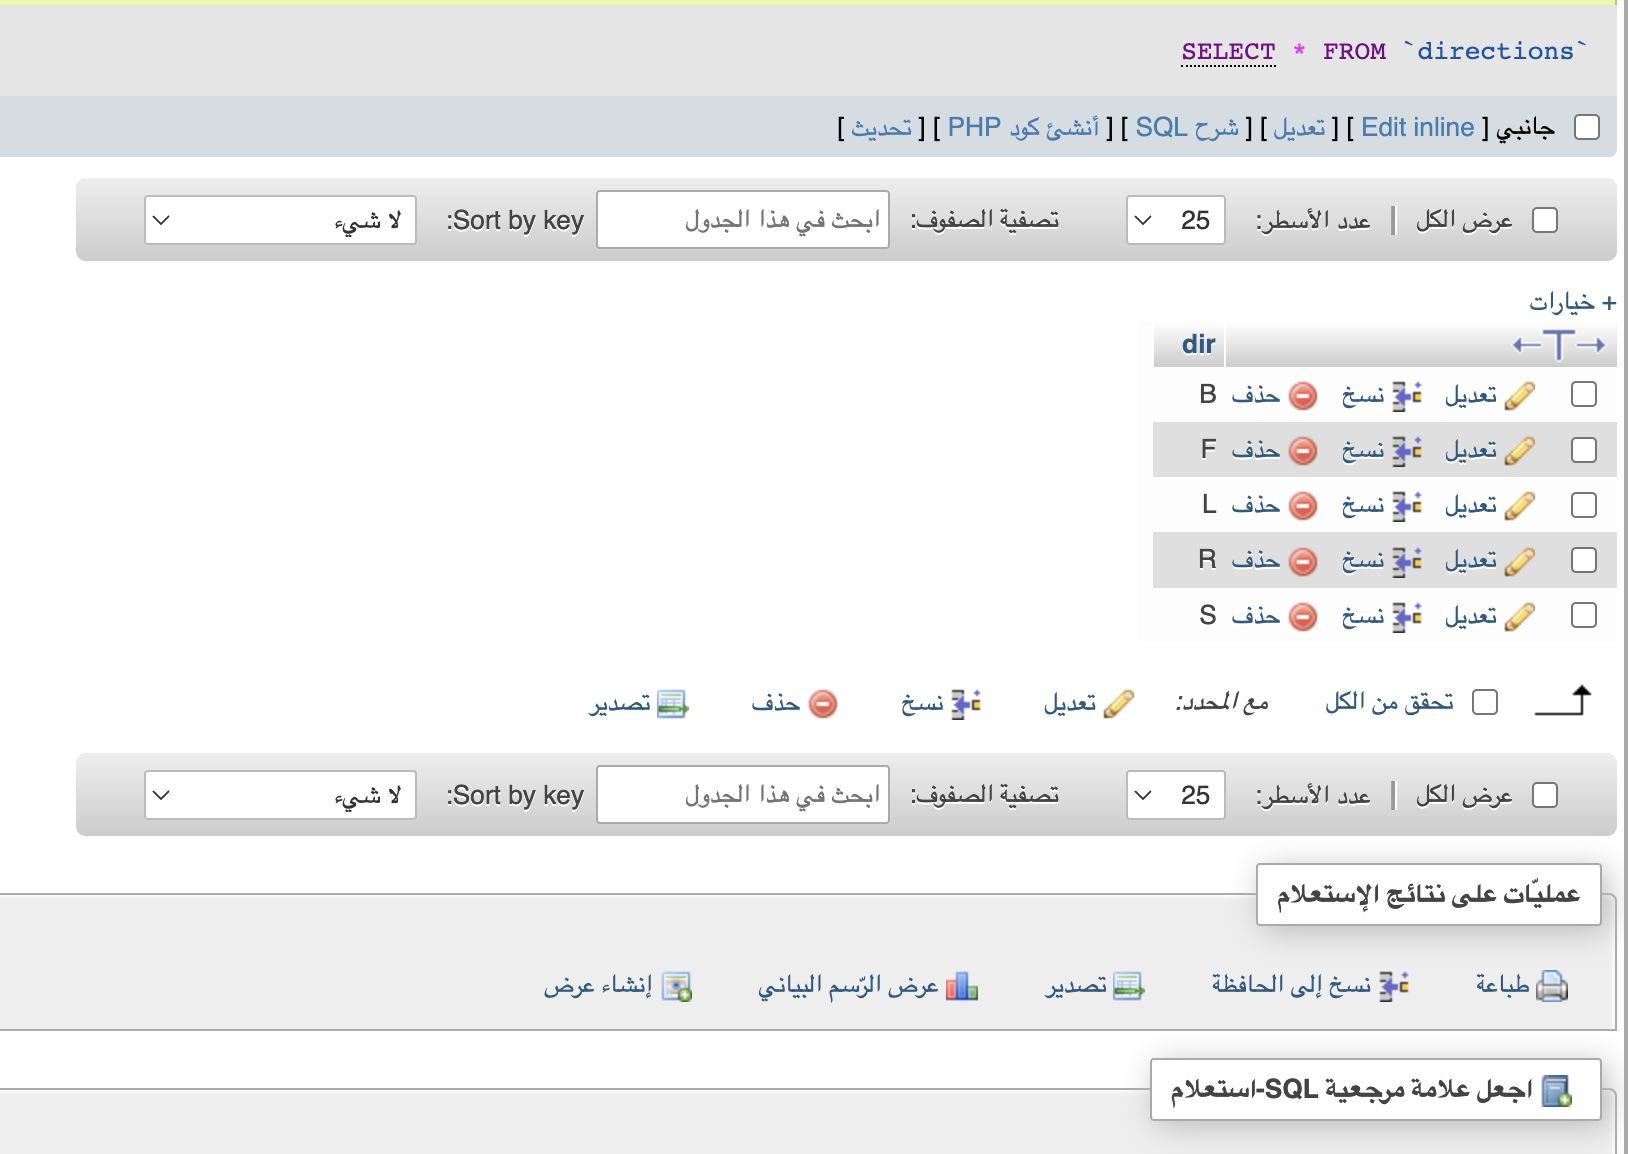 SELECT * FROM `directions`
جانبي [ Edit inline ] [ تعديل ] [ شرح SQL ] [ أنشئ كود PHP ] [ تحديث ]
عرض الكل | عدد الأسطر: 25 تصفية الصفوف: ابحث في هذا الجدول Sort by key: لا شيء
+ خيارات
←T→ dir
تعديل نسخ حذف B
تعديل نسخ حذف F
تعديل نسخ حذف L
تعديل نسخ حذف R
تعديل نسخ حذف S
تحقق من الكل مع المحدد: تعديل نسخ حذف تصدير
عرض الكل | عدد الأسطر: 25 تصفية الصفوف: ابحث في هذا الجدول Sort by key: لا شيء
عمليّات على نتائج الإستعلام
طباعة نسخ إلى الحافظة تصدير عرض الرّسم البياني إنشاء عرض
اجعل علامة مرجعية SQL-استعلام